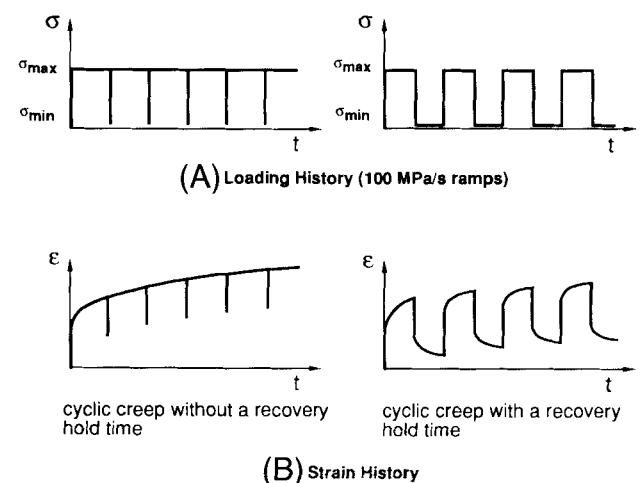 σ
σmax
σmin
t
σ
σmax
σmin
t
(A) Loading History (100 MPa/s ramps)
ε
t
cyclic creep without a recovery
hold time
ε
t
cyclic creep with a recovery
hold time
(B) Strain History